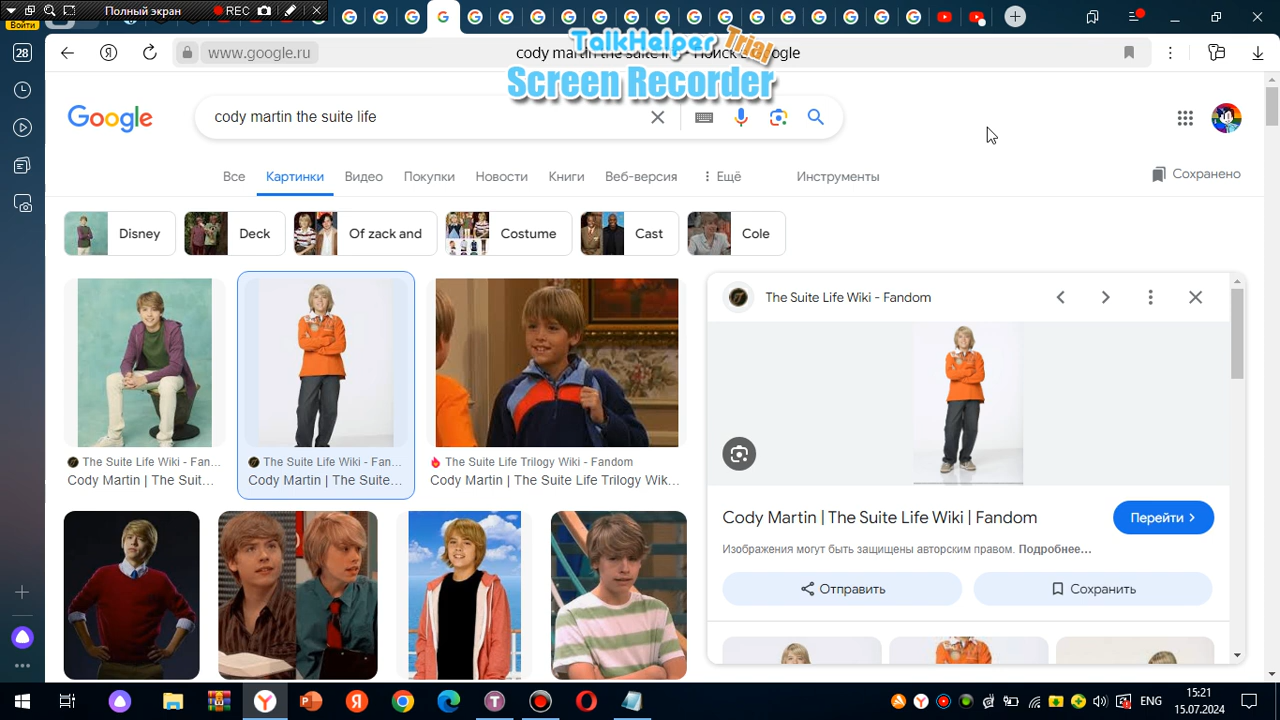 Полный экран
REC
Войти
28
www.google.ru
cody martin the suite life - Поиск в Google
TalkHelper Trial
Screen Recorder
Google
cody martin the suite life
Все
Картинки
Видео
Покупки
Новости
Книги
Веб-версия
Ещё
Инструменты
Сохранено
Disney
Deck
Of zack and
Costume
Cast
Cole
The Suite Life Wiki - Fandom
The Suite Life Wiki - Fan...
Cody Martin | The Suit...
The Suite Life Wiki - Fan...
Cody Martin | The Suite...
The Suite Life Trilogy Wiki - Fandom
Cody Martin | The Suite Life Trilogy Wik...
Cody Martin | The Suite Life Wiki | Fandom
Перейти
Изображения могут быть защищены авторским правом. Подробнее...
Отправить
Сохранить
ENG
15:21
15.07.2024